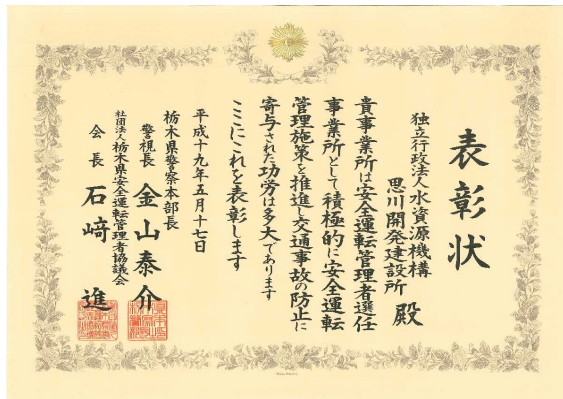 表彰状
独立行政法人水資源機構
思川開発建設所 殿
貴事業所は安全運転管理者選任
事業所として積極的に安全運転
管理施策を推進し交通事故の防止に
寄与された功労は多大であります
ここにこれを表彰します
平成十九年五月十七日
栃木県警察本部長
警視長 金山泰介
社団法人栃木県安全運転管理者協議会
会長 石﨑進